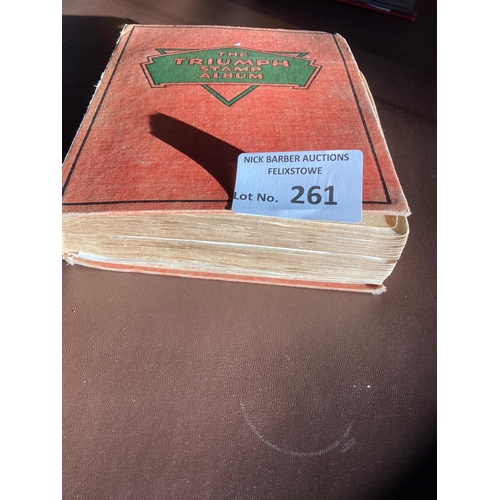 THE
TRIUMPH
STAMP
ALBUM
NICK BARBER AUCTIONS
FELIXSTOWE
Lot No. 261